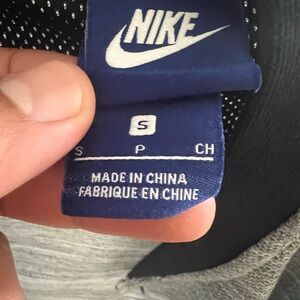 NIKE
S
S P CH
MADE IN CHINA
FABRIQUE EN CHINE